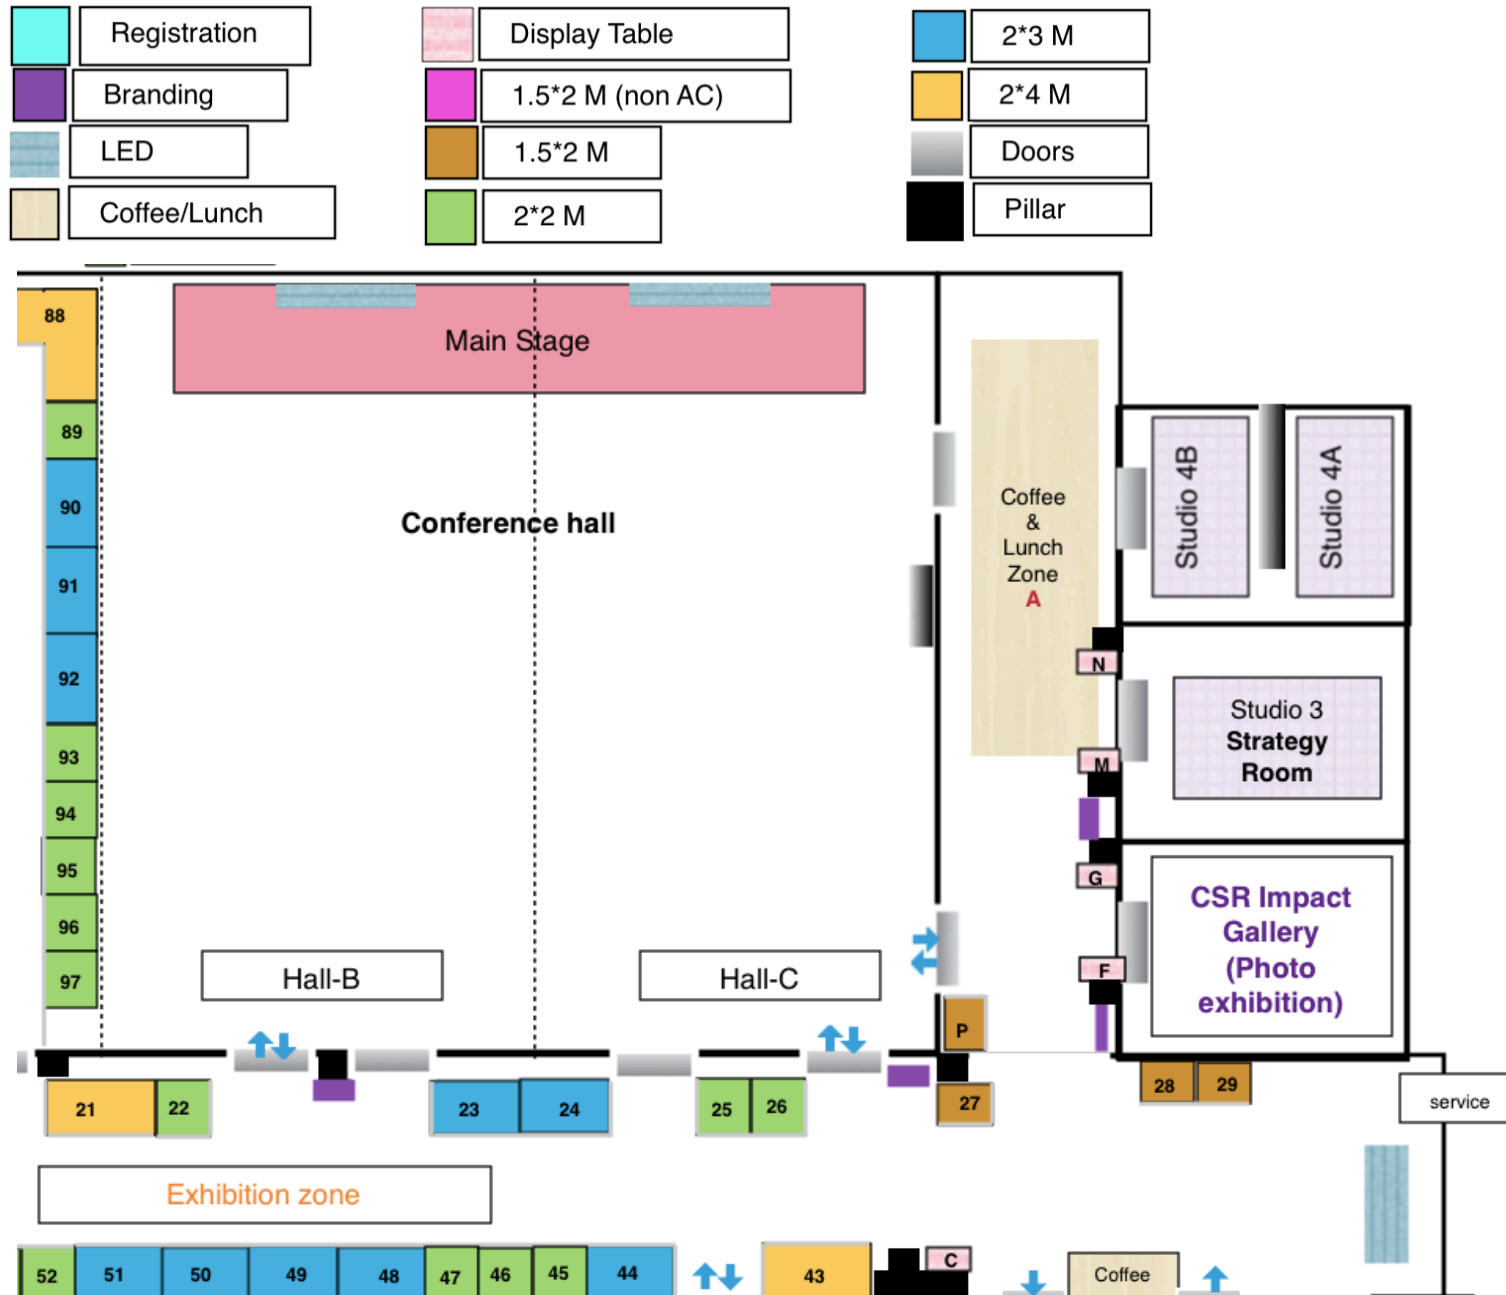 Registration
Branding
LED
Coffee/Lunch
Display Table
1.5*2 M (non AC)
1.5*2 M
2*2 M
2*3 M
2*4 M
Doors
Pillar
88
89
90
91
92
93
94
95
96
97
Main Stage
Conference hall
Hall-B
Hall-C
Coffee
&
Lunch
Zone
A
Studio 4B
Studio 4A
N
Studio 3
Strategy
Room
M
G
CSR Impact
Gallery
(Photo
exhibition)
F
P
21
22
23
24
25
26
27
28
29
service
Exhibition zone
52
51
50
49
48
47
46
45
44
43
C
Coffee